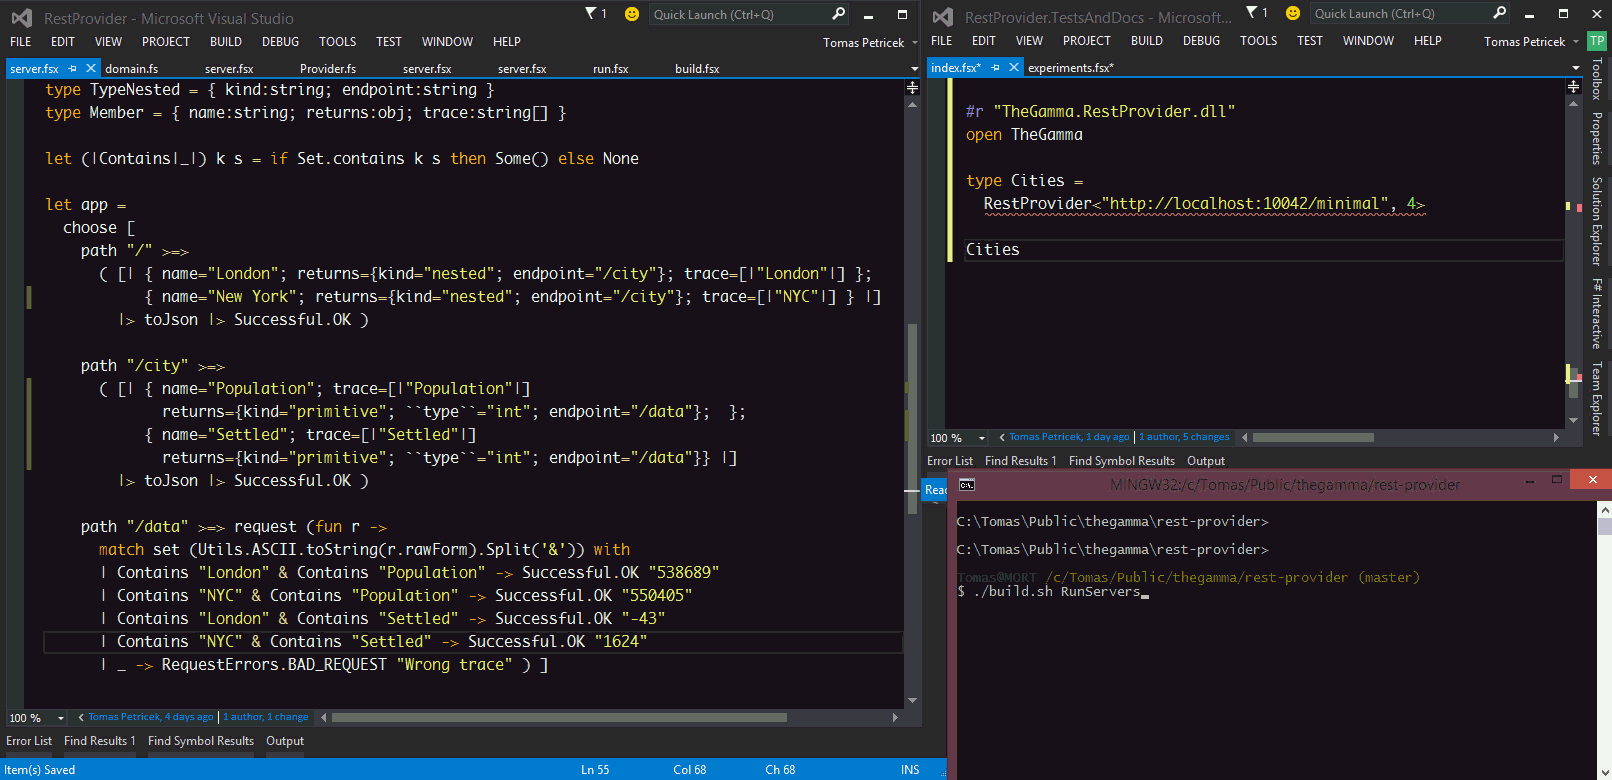 RestProvider - Microsoft Visual Studio
1
Quick Launch (Ctrl+Q)
FILE EDIT VIEW PROJECT BUILD DEBUG TOOLS TEST WINDOW HELP
Tomas Petricek
server.fsx domain.fs server.fsx Provider.fs server.fsx server.fsx run.fsx build.fsx
type TypeNested = { kind:string; endpoint:string }
type Member = { name:string; returns:obj; trace:string[] }
let (|Contains|_|) k s = if Set.contains k s then Some() else None
let app =
choose [
path "/" >=>
( [| { name="London"; returns={kind="nested"; endpoint="/city"}; trace=[|"London"|] };
{ name="New York"; returns={kind="nested"; endpoint="/city"}; trace=[|"NYC"|] } |]
|> toJson |> Successful.OK )
path "/city" >=>
( [| { name="Population"; trace=[|"Population"|]
returns={kind="primitive"; ``type``="int"; endpoint="/data"};  };
{ name="Settled"; trace=[|"Settled"|]
returns={kind="primitive"; ``type``="int"; endpoint="/data"}} |]
|> toJson |> Successful.OK )
path "/data" >=> request (fun r ->
match set (Utils.ASCII.toString(r.rawForm).Split('&')) with
| Contains "London" & Contains "Population" -> Successful.OK "538689"
| Contains "NYC" & Contains "Population" -> Successful.OK "550405"
| Contains "London" & Contains "Settled" -> Successful.OK "-43"
| Contains "NYC" & Contains "Settled" -> Successful.OK "1624"
| _ -> RequestErrors.BAD_REQUEST "Wrong trace" ) ]
100 %
Tomas Petricek, 4 days ago | 1 author, 1 change
Error List Find Results 1 Find Symbol Results Output
Item(s) Saved Ln 55 Col 68 Ch 68 INS
RestProvider.TestsAndDocs - Microsoft...
1
Quick Launch (Ctrl+Q)
FILE EDIT VIEW PROJECT BUILD DEBUG TOOLS TEST WINDOW HELP
Tomas Petricek
TP
index.fsx* experiments.fsx*
#r "TheGamma.RestProvider.dll"
open TheGamma
type Cities =
RestProvider<"http://localhost:10042/minimal", 4>
Cities
100 %
Tomas Petricek, 1 day ago | 1 author, 5 changes
Error List Find Results 1 Find Symbol Results Output
Toolbox
Properties
Solution Explorer
F# Interactive
Team Explorer
Reac
MINGW32:/c/Tomas/Public/thegamma/rest-provider
C:\Tomas\Public\thegamma\rest-provider>
C:\Tomas\Public\thegamma\rest-provider>
Tomas@MORT /c/Tomas/Public/thegamma/rest-provider (master)
$ ./build.sh RunServers_